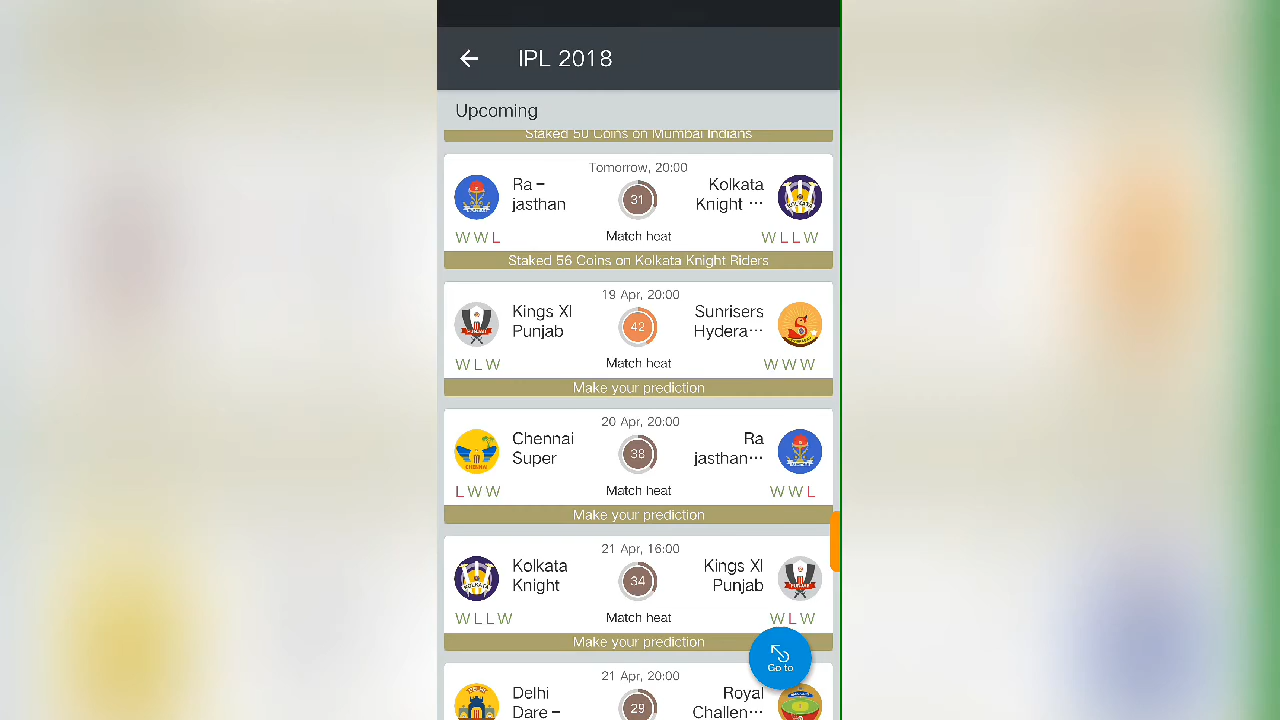 IPL 2018
Upcoming
Staked 50 Coins on Mumbai Indians
Tomorrow, 20:00
Ra –
jasthan
31
Kolkata
Knight ···
W W L
Match heat
W L L W
Staked 56 Coins on Kolkata Knight Riders
19 Apr, 20:00
Kings XI
Punjab
42
Sunrisers
Hydera···
W L W
Match heat
W W W
Make your prediction
20 Apr, 20:00
Chennai
Super
38
Ra
jasthan···
L W W
Match heat
W W L
Make your prediction
21 Apr, 16:00
Kolkata
Knight
34
Kings XI
Punjab
W L L W
Match heat
W L W
Make your prediction
Go to
21 Apr, 20:00
Delhi
Dare –
29
Royal
Challen···